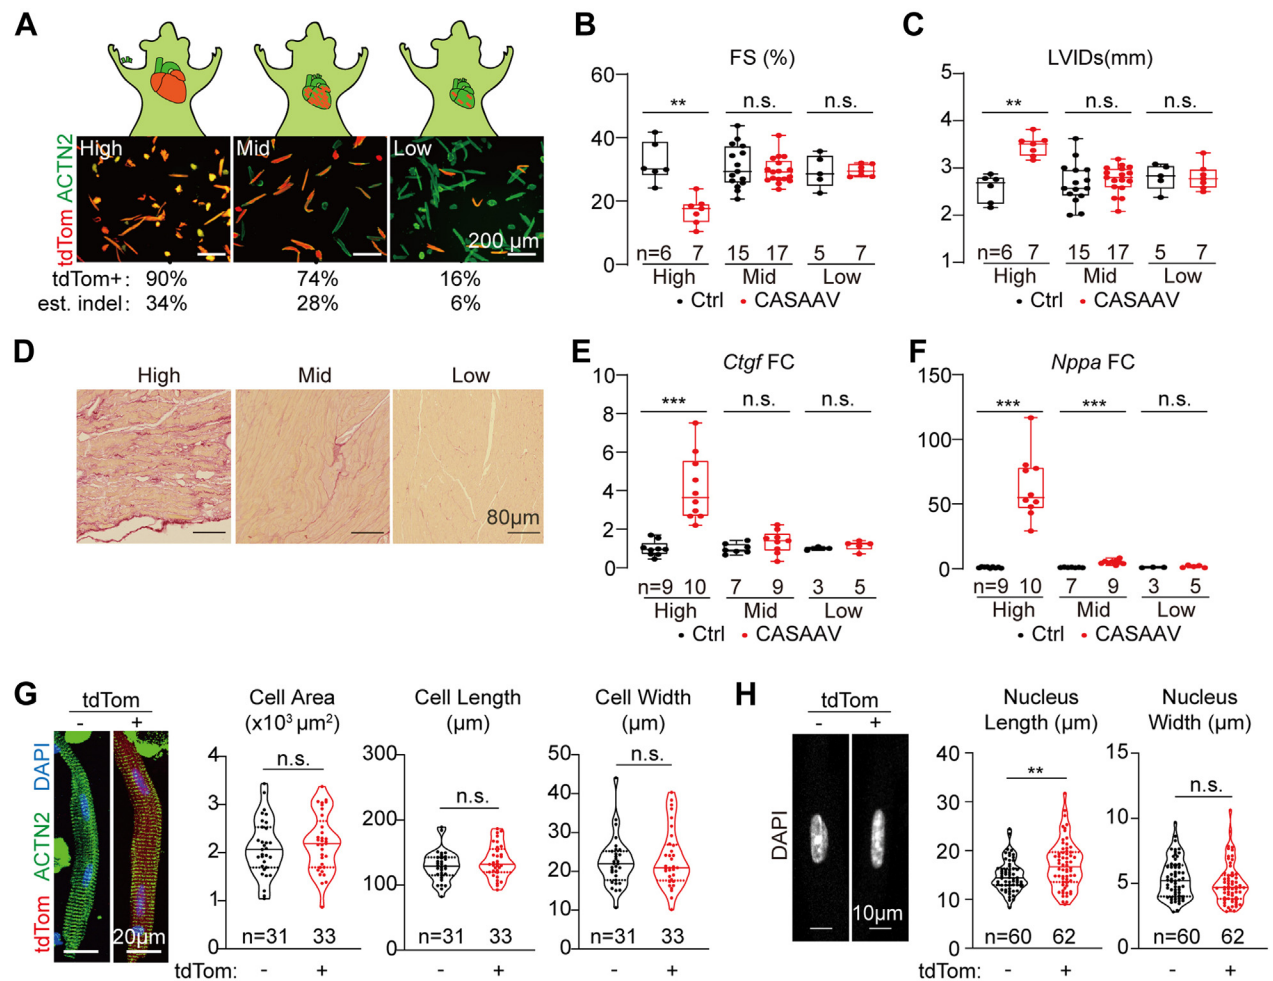 A
High
Mid
Low
tdTom ACTN2
200 µm
tdTom+: 90% 74% 16%
est. indel: 34% 28% 6%
B
FS (%)
60
40
20
0
** n.s. n.s.
n=6 7 15 17 5 7
High Mid Low
• Ctrl • CASAAV
C
LVIDs(mm)
5
4
3
2
1
** n.s. n.s.
n=6 7 15 17 5 7
High Mid Low
• Ctrl • CASAAV
D
High Mid Low
80µm
E
Ctgf FC
10
8
6
4
2
0
*** n.s. n.s.
n=9 10 7 9 3 5
High Mid Low
• Ctrl • CASAAV
F
Nppa FC
150
100
50
0
*** *** n.s.
n=9 10 7 9 3 5
High Mid Low
• Ctrl • CASAAV
G
tdTom
- +
tdTom ACTN2 DAPI
20µm
Cell Area
(x10³ µm²)
4
3
2
1
0
n.s.
n=31 33
tdTom: - +
Cell Length
(µm)
300
200
100
0
n.s.
n=31 33
- +
Cell Width
(µm)
50
40
30
20
10
0
n.s.
n=31 33
- +
H
tdTom
- +
DAPI
10µm
Nucleus
Length (µm)
40
30
20
10
0
**
n=60 62
tdTom: - +
Nucleus
Width (µm)
15
10
5
0
n.s.
n=60 62
- +